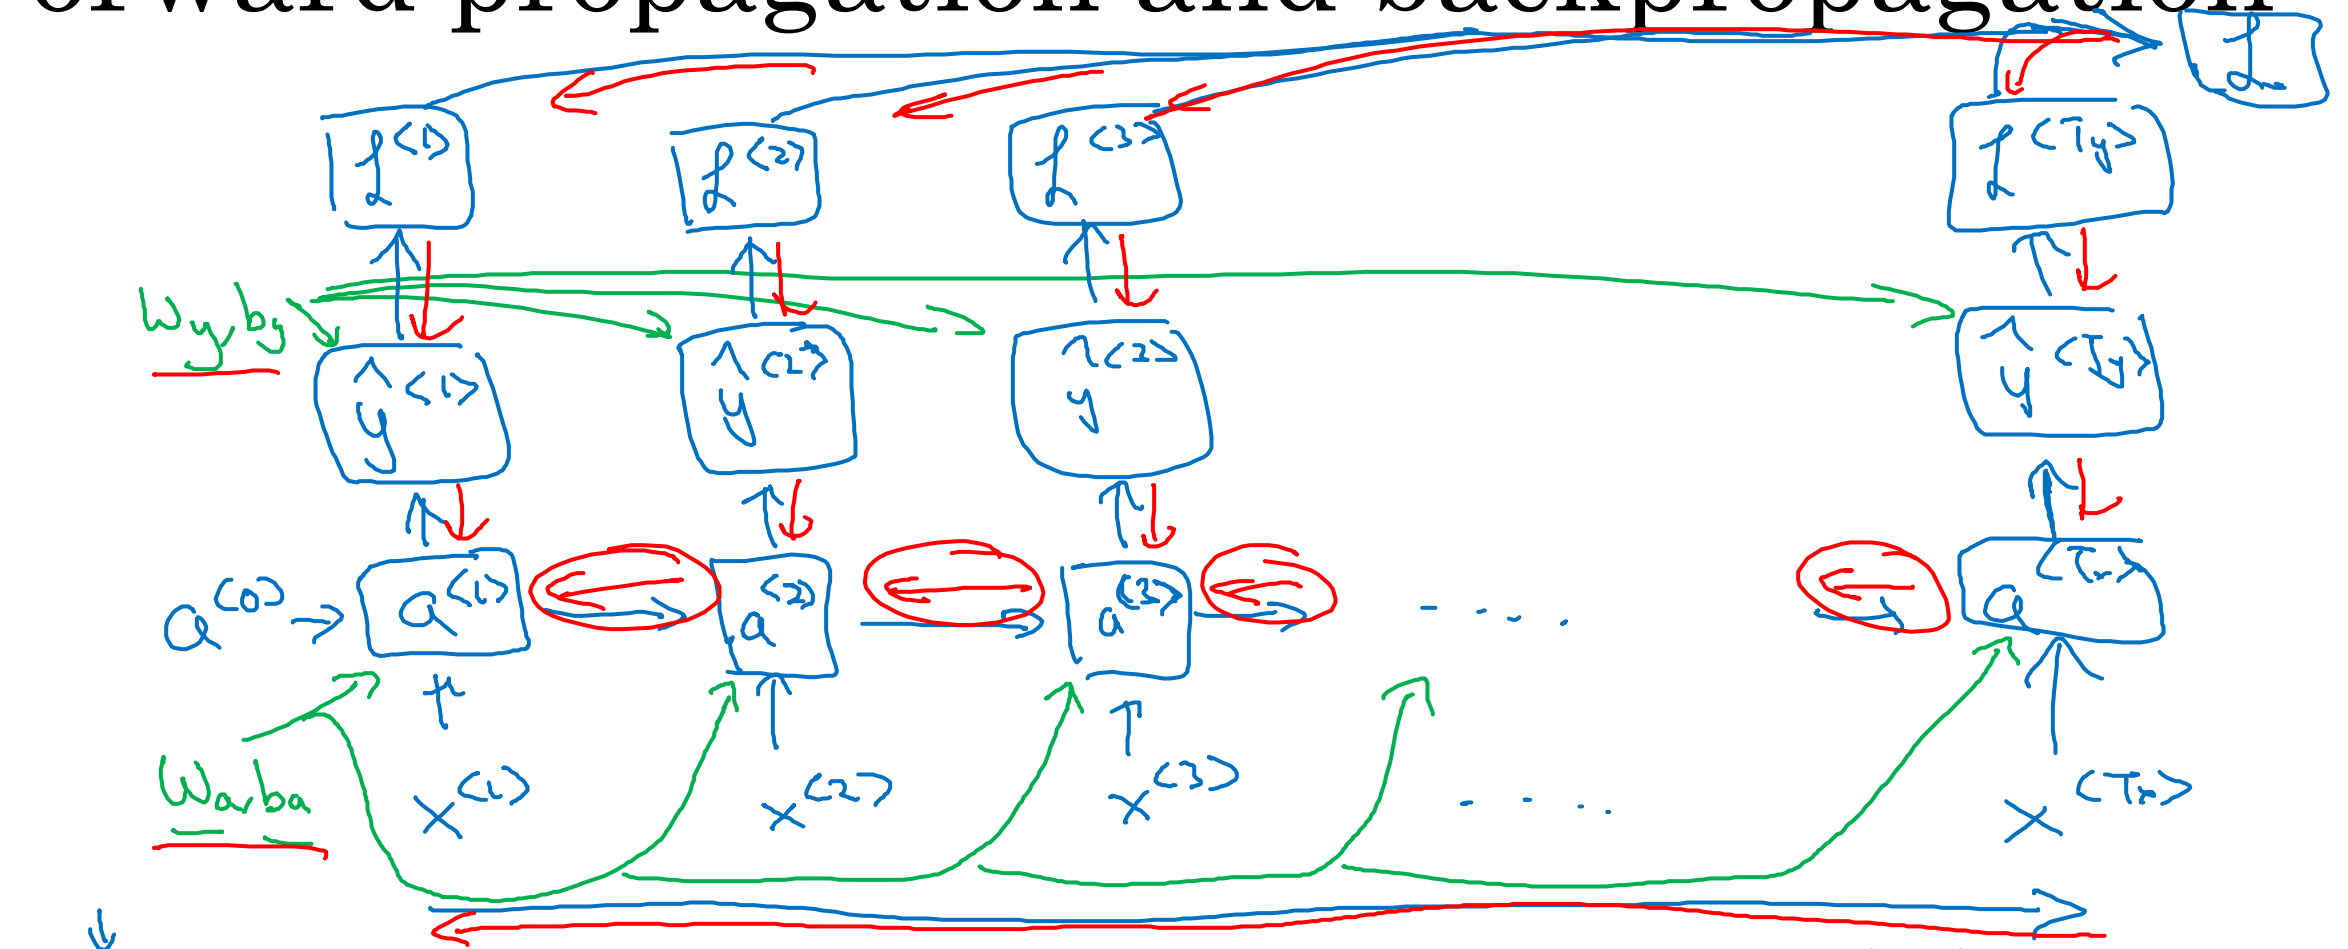 orward propagation and backpropagation
ℒ
ℒ<1> ℒ<2> ℒ<3> ℒ<Ty>
Wy,by
ŷ<1> ŷ<2> ŷ<2> ŷ<Ty>
a<0> → a<1> a<2> a<3> .... a<Tx>
Wa,ba
x<1> x<2> x<3> .... x<Tx>